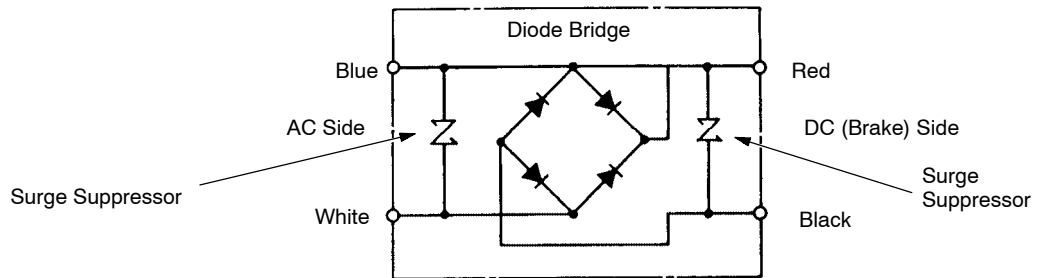 Diode Bridge
Blue
Red
AC Side
DC (Brake) Side
Surge Suppressor
Surge
Suppressor
White
Black